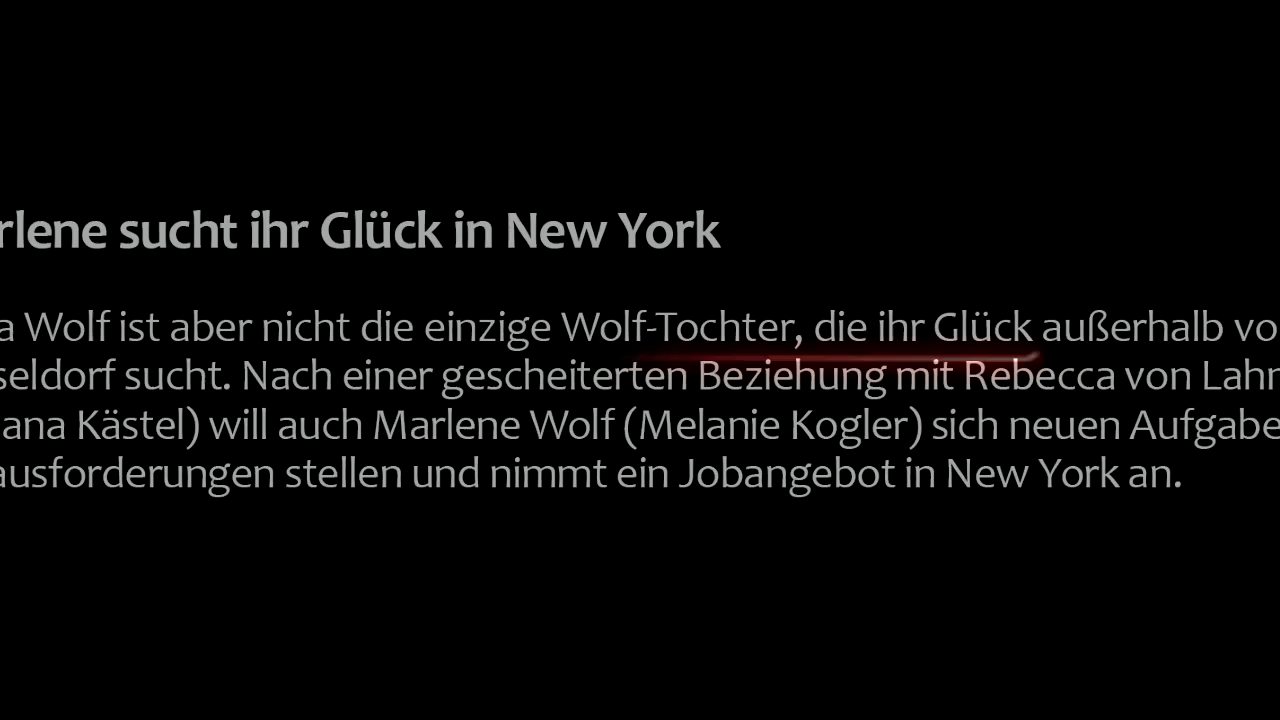 rlene sucht ihr Glück in New York
a Wolf ist aber nicht die einzige Wolf-Tochter, die ihr Glück außerhalb vo
seldorf sucht. Nach einer gescheiterten Beziehung mit Rebecca von Lahn
ana Kästel) will auch Marlene Wolf (Melanie Kogler) sich neuen Aufgabe
ausforderungen stellen und nimmt ein Jobangebot in New York an.